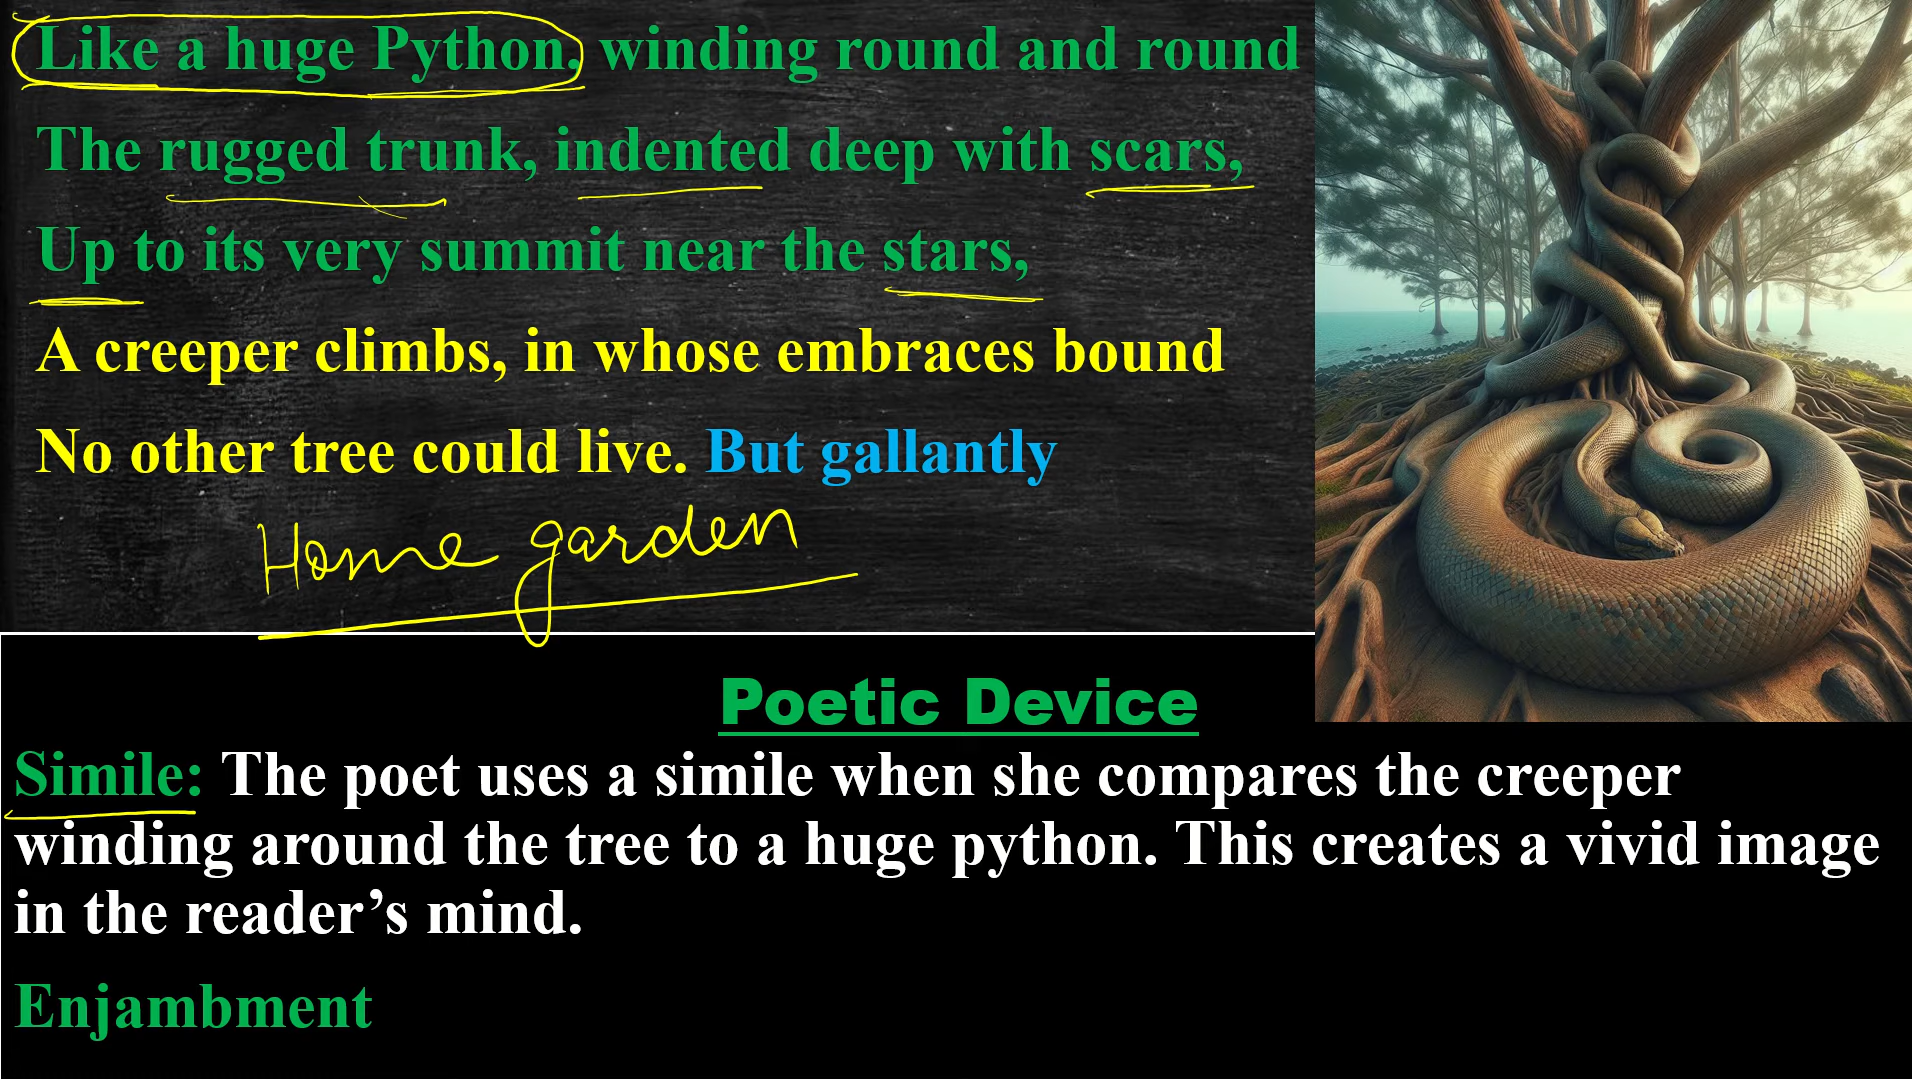 Like a huge Python, winding round and round
The rugged trunk, indented deep with scars,
Up to its very summit near the stars,
A creeper climbs, in whose embraces bound
No other tree could live. But gallantly
Home garden
Poetic Device
Simile: The poet uses a simile when she compares the creeper
winding around the tree to a huge python. This creates a vivid image
in the reader’s mind.
Enjambment